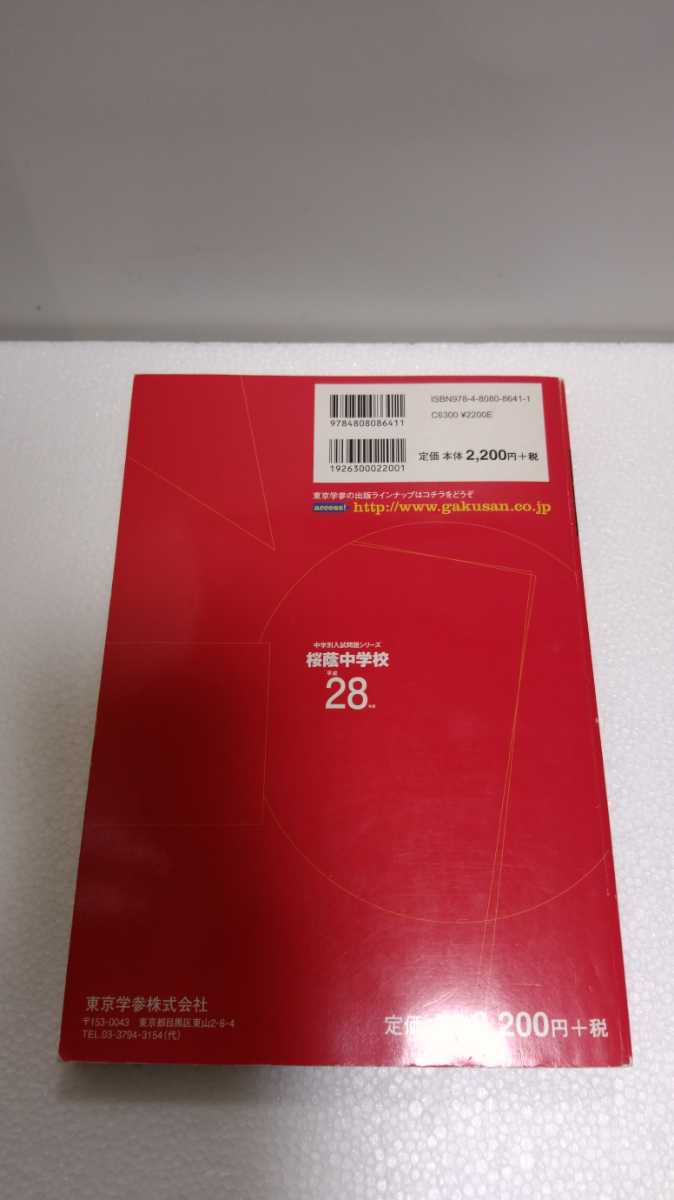 ISBN978-4-8080-8641-1
C6300 ¥2200E
9784808086411
1926300022001
定価 本体 2,200円+税
東京学参の出版ラインナップはコチラをどうぞ
access! http://www.gakusan.co.jp
中学別入試問題シリーズ
桜蔭中学校
平成
28年度
東京学参株式会社
〒153-0043 東京都目黒区東山2-6-4
TEL.03-3794-3154(代)
定価 2,200円+税